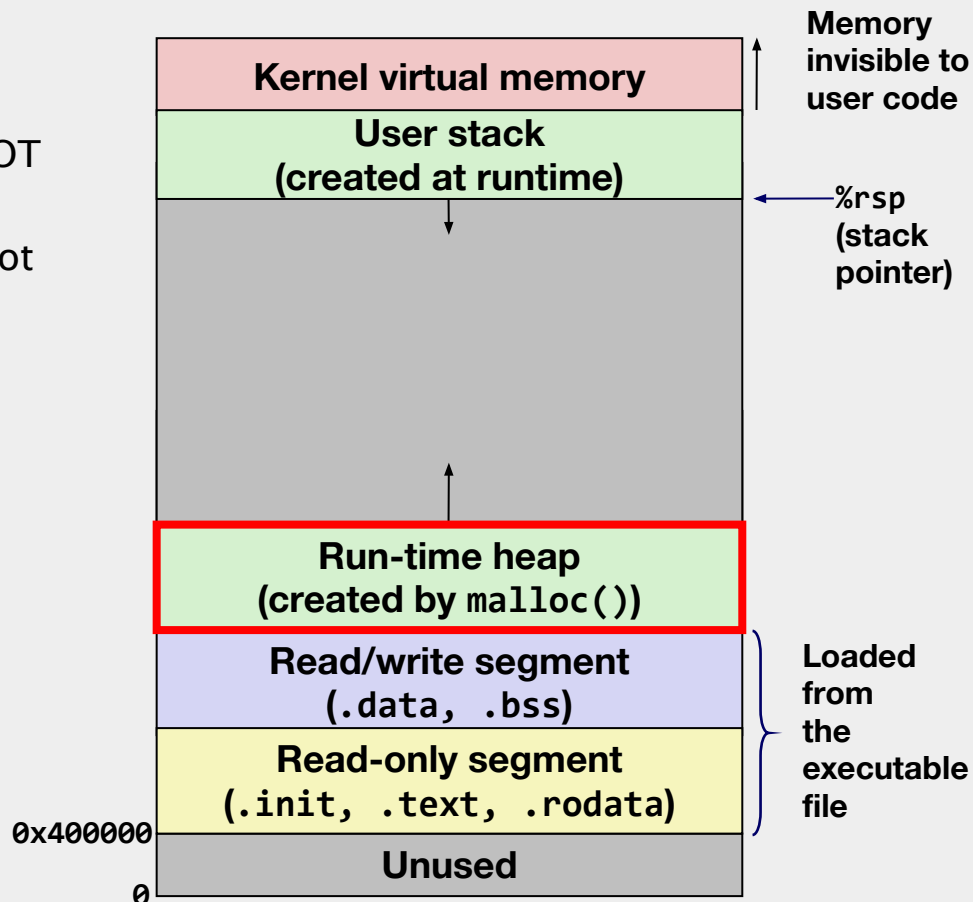 Memory
invisible to
user code
Kernel virtual memory
User stack
(created at runtime)
OT
ot
%rsp
(stack
pointer)
Run-time heap
(created by malloc())
Read/write segment
(.data, .bss)
Read-only segment
(.init, .text, .rodata)
Loaded
from
the
executable
file
0x400000
Unused
0